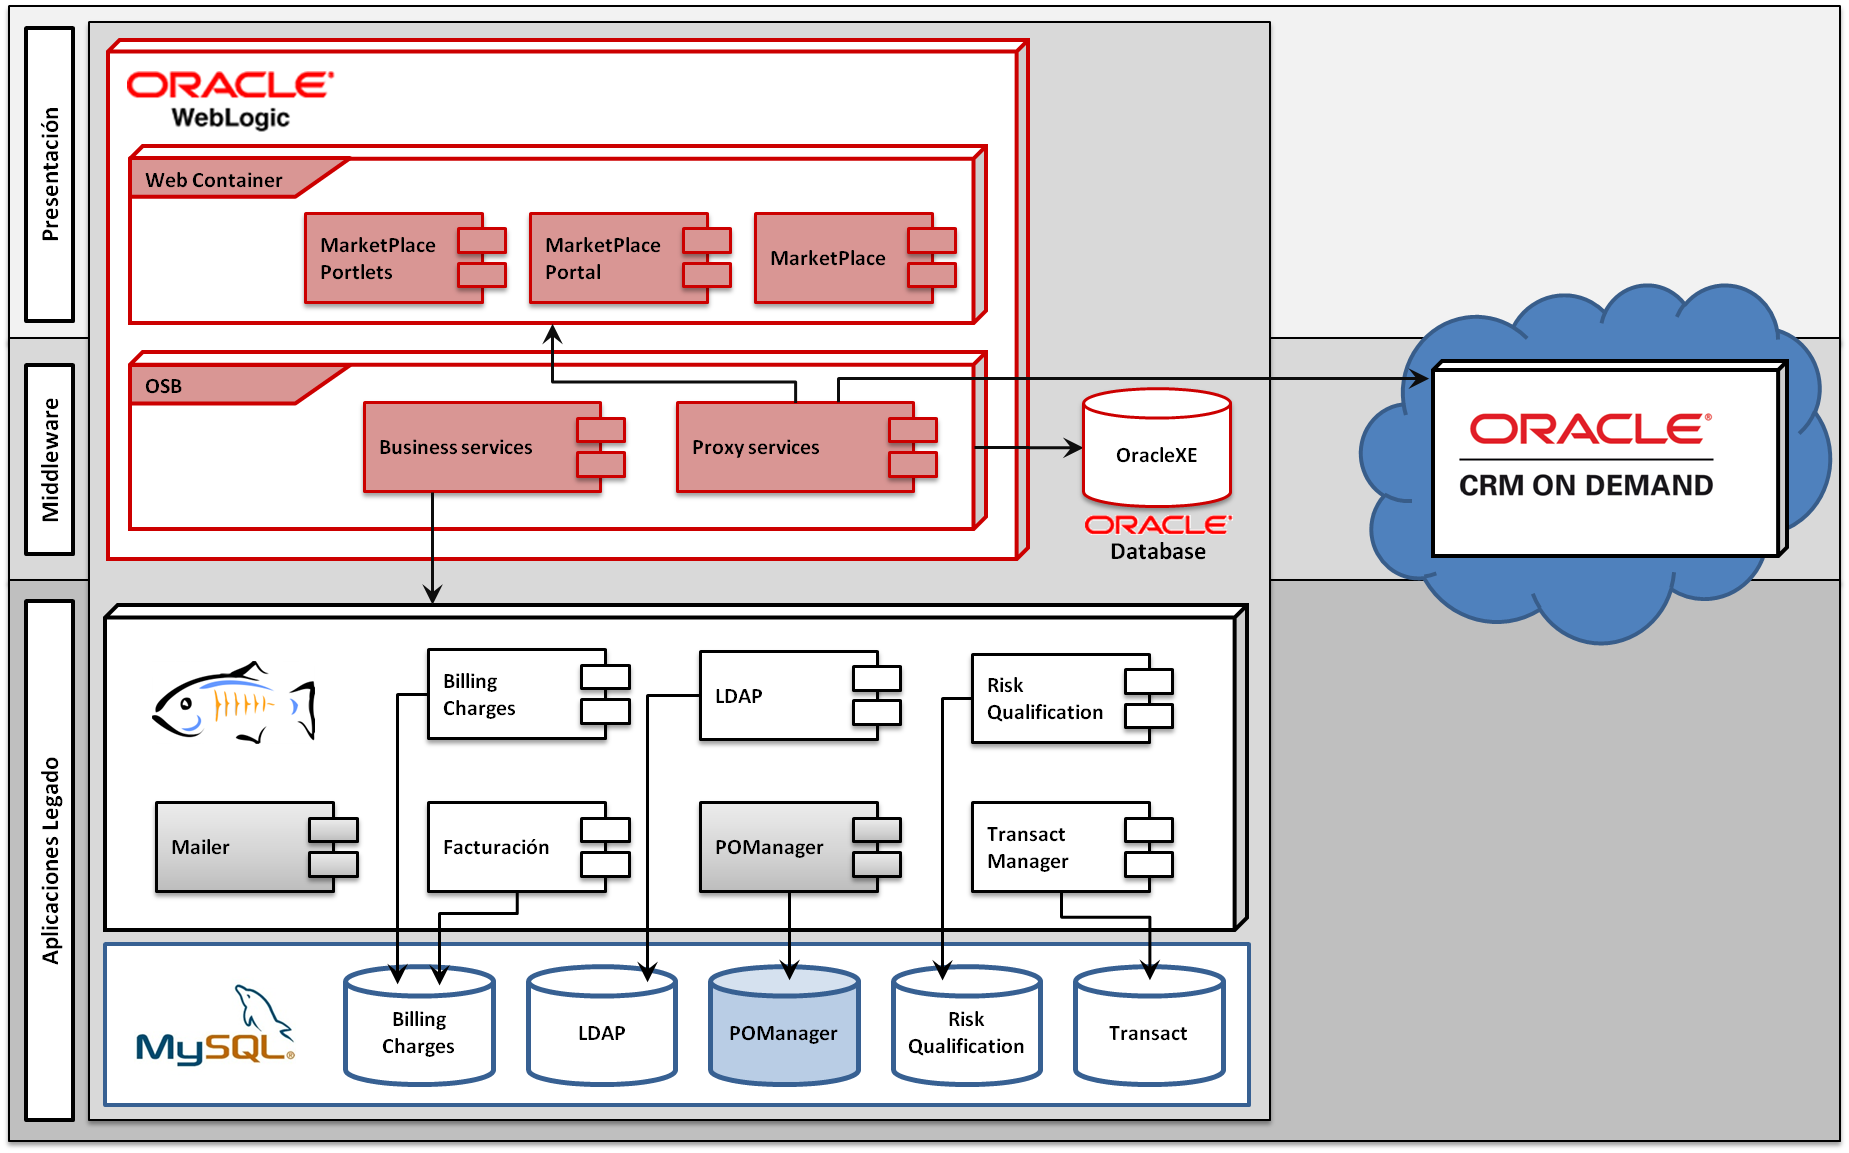 Presentación
ORACLE®
WebLogic
Web Container
MarketPlace
Portlets
MarketPlace
Portal
MarketPlace
Middleware
OSB
Business services
Proxy services
OracleXE
ORACLE®
Database
ORACLE®
CRM ON DEMAND
Aplicaciones Legado
Billing
Charges
LDAP
Risk
Qualification
Mailer
Facturación
POManager
Transact
Manager
MySQL®
Billing
Charges
LDAP
POManager
Risk
Qualification
Transact